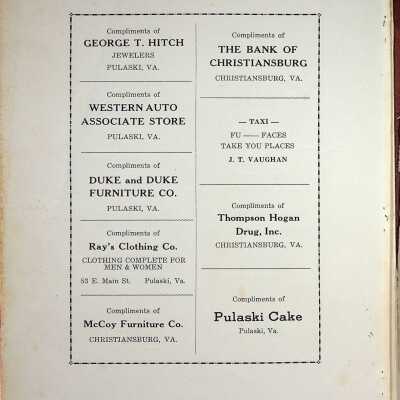 Compliments of
GEORGE T. HITCH
JEWELERS
PULASKI, VA.
Compliments of
WESTERN AUTO
ASSOCIATE STORE
PULASKI, VA.
Compliments of
DUKE and DUKE
FURNITURE CO.
PULASKI, VA.
Compliments of
Ray's Clothing Co.
CLOTHING COMPLETE FOR
MEN & WOMEN
53 E. Main St. Pulaski, Va.
Compliments of
McCoy Furniture Co.
CHRISTIANSBURG, VA.
Compliments of
THE BANK OF
CHRISTIANSBURG
CHRISTIANSBURG, VA.
— TAXI —
FU —— FACES
TAKE YOU PLACES
J. T. VAUGHAN
Compliments of
Thompson Hogan
Drug, Inc.
CHRISTIANSBURG, VA.
Compliments of
Pulaski Cake
Pulaski, Va.